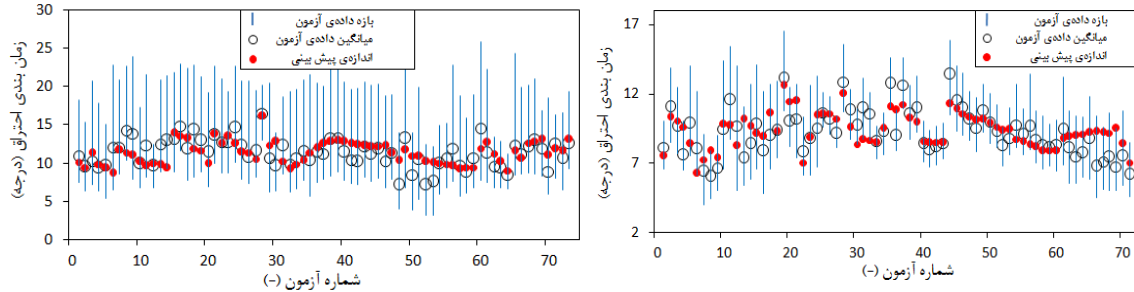 30
25
20
15
10
5
0
زمان بندی احتراق (درجه)
بازه داده‌ی آزمون
میانگین داده‌ی آزمون
اندازه‌ی پیش بینی
0 10 20 30 40 50 60 70
شماره آزمون (-)
17
12
7
2
زمان بندی احتراق (درجه)
بازه داده‌ی آزمون
میانگین داده‌ی آزمون
اندازه‌ی پیش بینی
0 10 20 30 40 50 60 70
شماره آزمون (-)